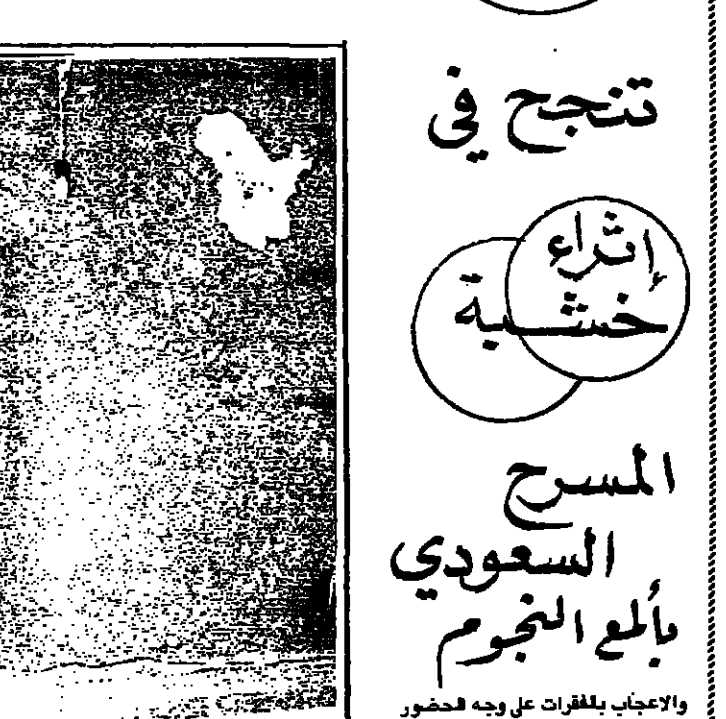 تنجح في
إثراء
خشبة
المسرح
السعودي
بألمع النجوم
والاعجاب بالفقرات على وجه الحضور